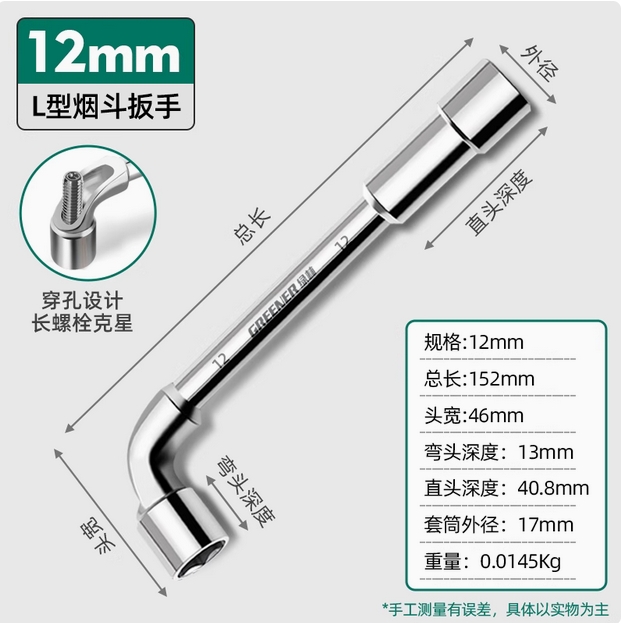 12mm
L型烟斗扳手
外径
直头深度
总长
穿孔设计
长螺栓克星
12
GREENER 绿林
12
弯头深度
头宽
规格:12mm
总长:152mm
头宽:46mm
弯头深度：13mm
直头深度：40.8mm
套筒外径：17mm
重量：0.0145Kg
*手工测量有误差，具体以实物为主